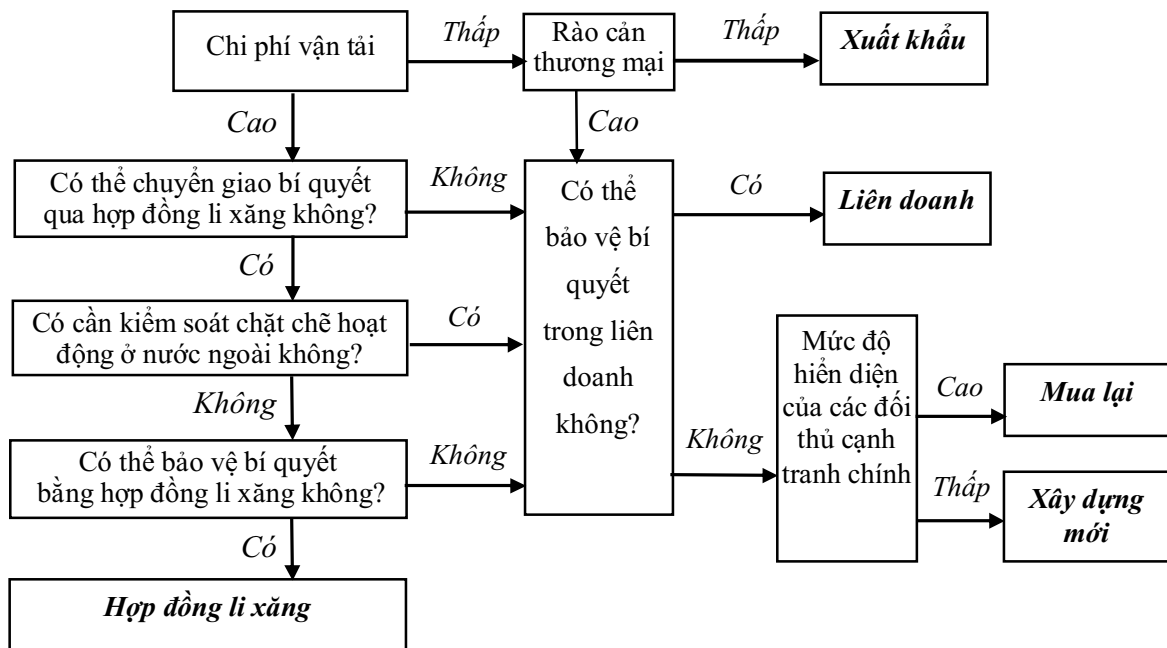 Chi phí vận tải
Thấp
Rào cản
thương mại
Thấp
Xuất khẩu
Cao
Cao
Có thể chuyển giao bí quyết
qua hợp đồng li xăng không?
Không
Có thể
bảo vệ bí
quyết
trong liên
doanh
không?
Có
Liên doanh
Có
Có cần kiểm soát chặt chẽ hoạt
động ở nước ngoài không?
Có
Mức độ
hiển diện
của các đối
thủ cạnh
tranh chính
Cao
Mua lại
Không
Có thể bảo vệ bí quyết
bằng hợp đồng li xăng không?
Không
Không
Thấp
Xây dựng
mới
Có
Hợp đồng li xăng